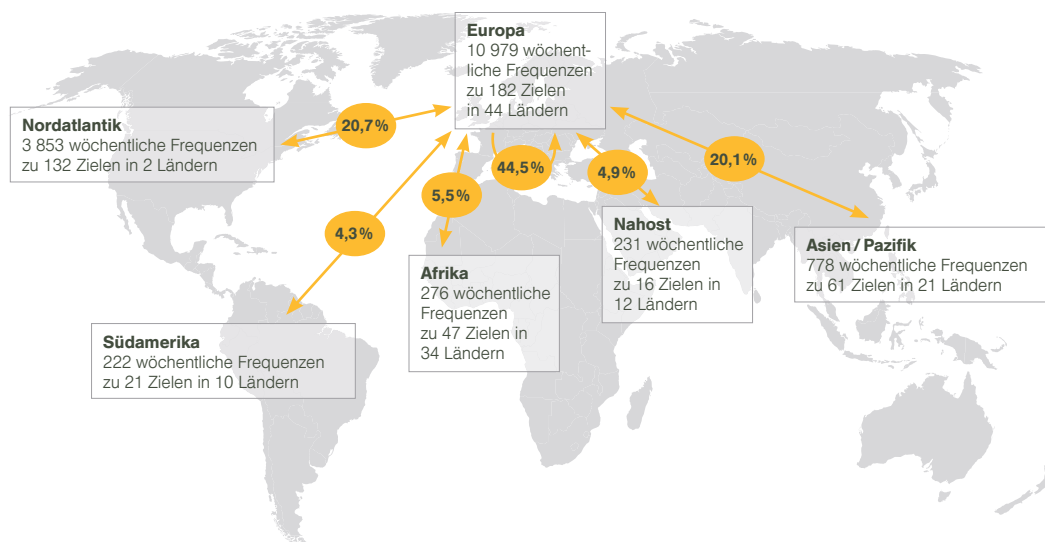 Europa
10 979 wöchent-
liche Frequenzen
zu 182 Zielen
in 44 Ländern
Nordatlantik
3 853 wöchentliche Frequenzen
zu 132 Zielen in 2 Ländern
20,7 %
44,5 %
4,9 %
20,1 %
5,5 %
4,3 %
Nahost
231 wöchentliche
Frequenzen
zu 16 Zielen in
12 Ländern
Asien / Pazifik
778 wöchentliche Frequenzen
zu 61 Zielen in 21 Ländern
Afrika
276 wöchentliche
Frequenzen
zu 47 Zielen in
34 Ländern
Südamerika
222 wöchentliche Frequenzen
zu 21 Zielen in 10 Ländern